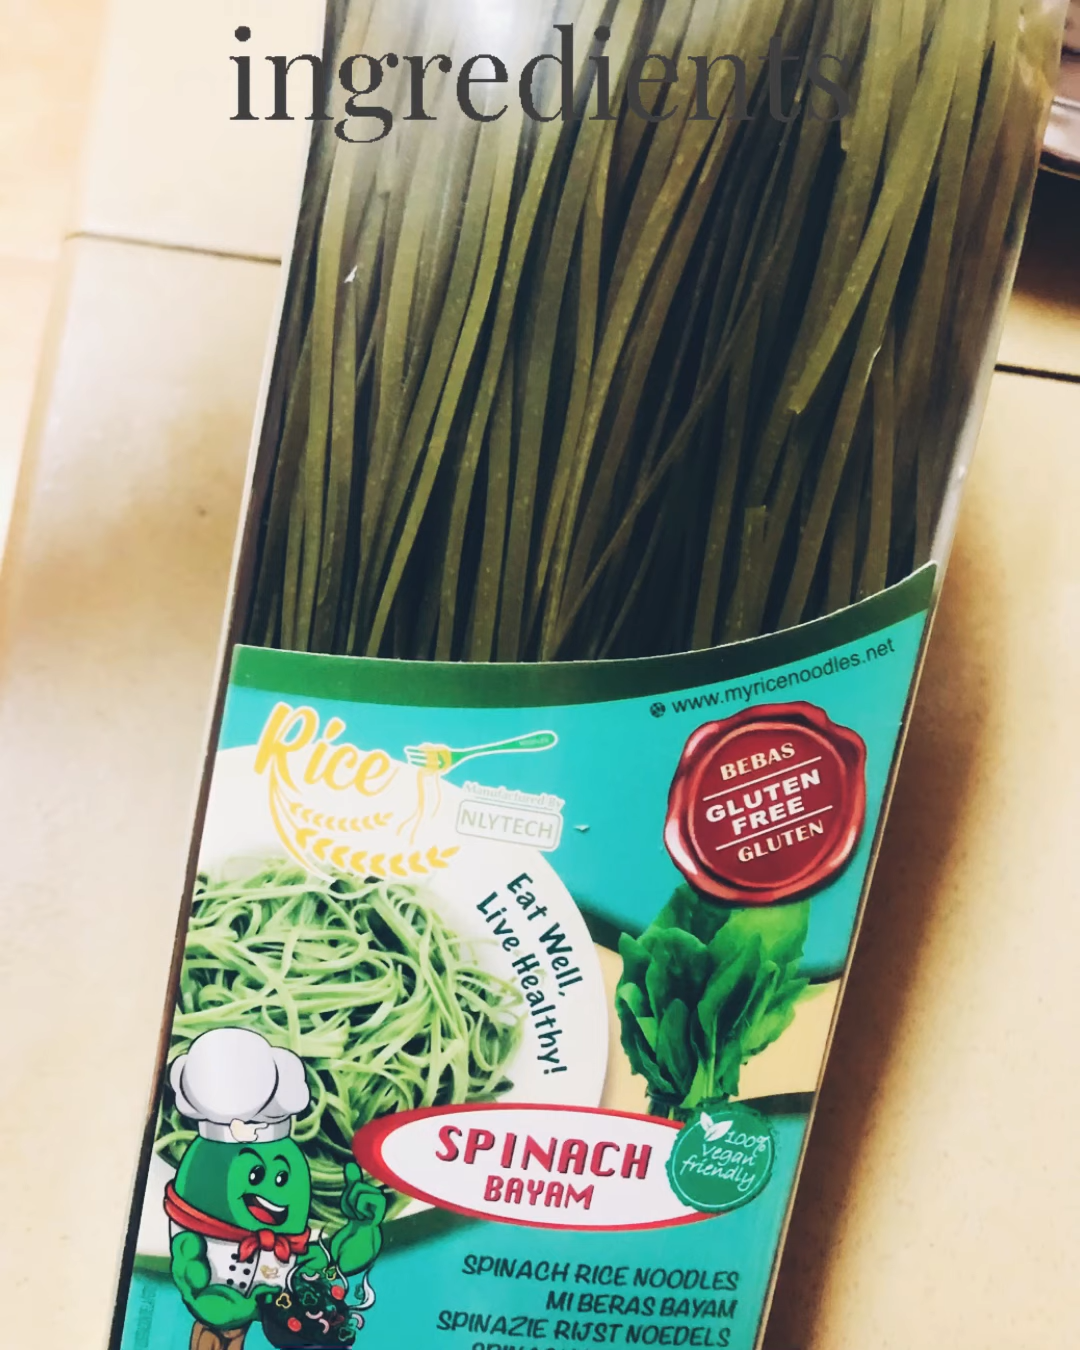 ingredients
www.myricenoodles.net
Rice
Manufactured By
NLYTECH
BEBAS
GLUTEN
FREE
GLUTEN
Eat Well,
Live Healthy!
SPINACH
BAYAM
100%
vegan
friendly
SPINACH RICE NOODLES
MI BERAS BAYAM
SPINAZIE RIJST NOEDELS